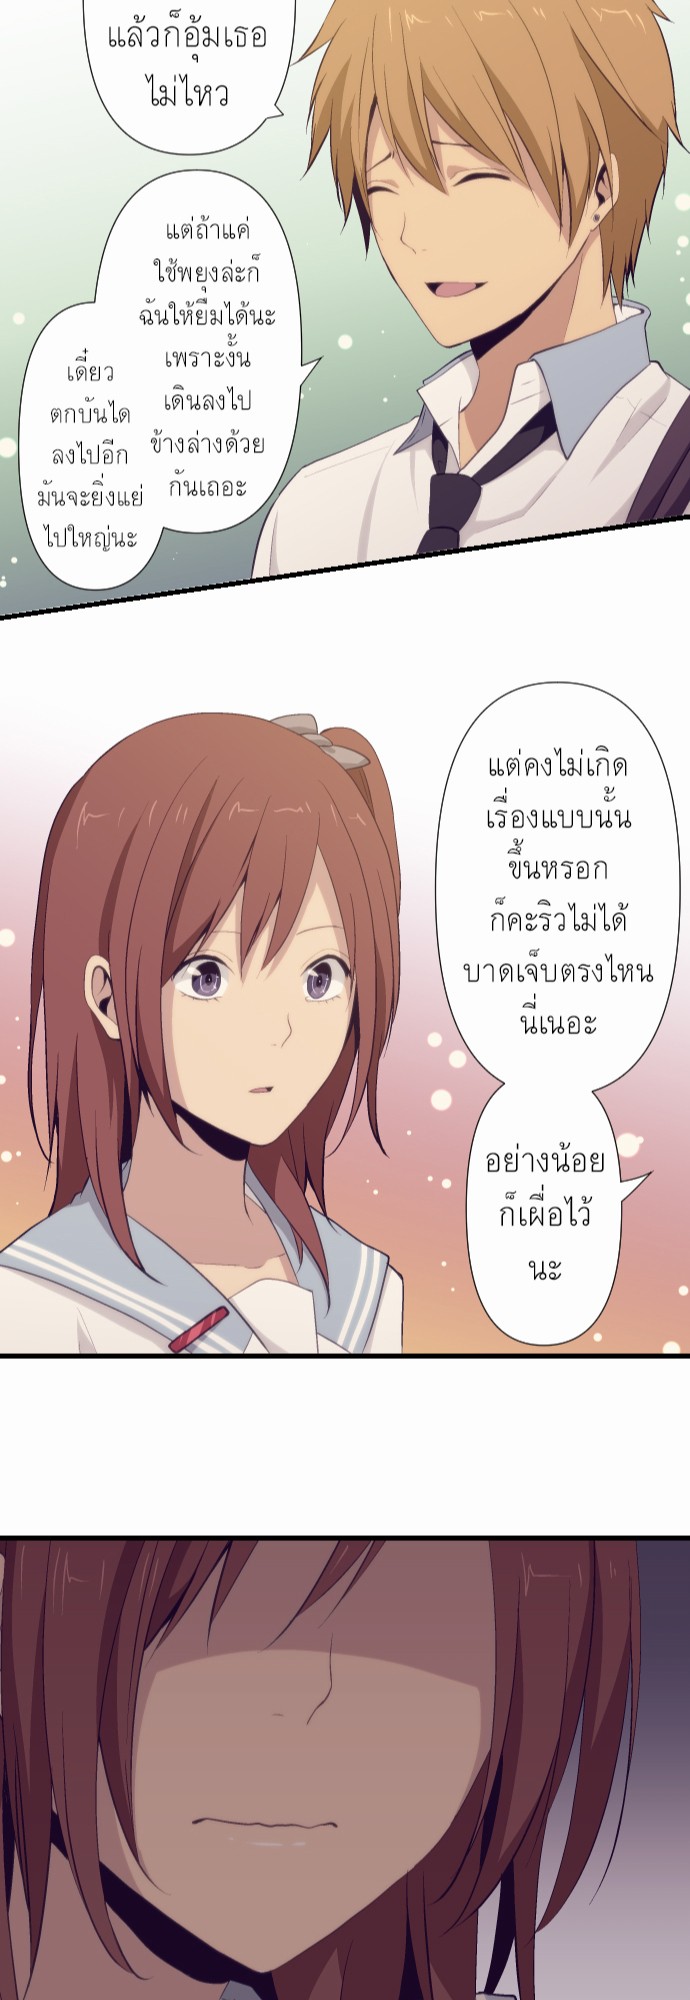 แล้วก็อุ้มเธอ
ไม่ไหว
แต่ถ้าแค่
ใช้พยุงล่ะก็
ฉันให้ยืมได้นะ
เพราะงั้น
เดินลงไป
ข้างล่างด้วย
กันเถอะ
เดี๋ยว
ตกบันได
ลงไปอีก
มันจะยิ่งแย่
ไปใหญ่นะ
แต่คงไม่เกิด
เรื่องแบบนั้น
ขึ้นหรอก
ก็คะริวไม่ได้
บาดเจ็บตรงไหน
นี่เนอะ
อย่างน้อย
ก็เผื่อไว้
นะ